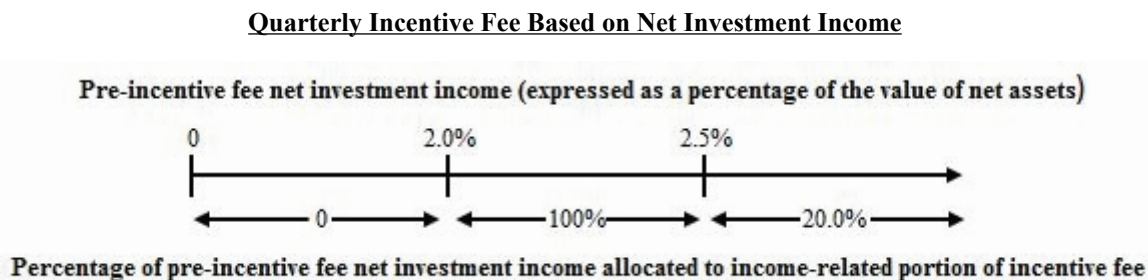 Quarterly Incentive Fee Based on Net Investment Income
Pre-incentive fee net investment income (expressed as a percentage of the value of net assets)
0 2.0% 2.5%
0 100% 20.0%
Percentage of pre-incentive fee net investment income allocated to income-related portion of incentive fee